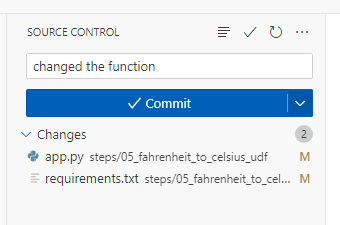 SOURCE CONTROL
changed the function
Commit
Changes 2
app.py steps/05_fahrenheit_to_celsius_udf M
requirements.txt steps/05_fahrenheit_to_cel... M